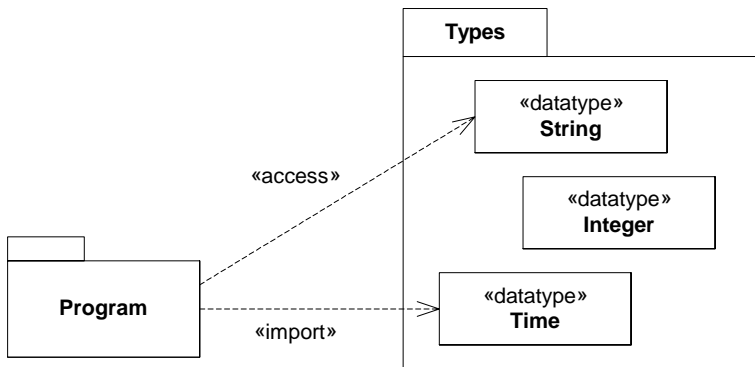 Types
«datatype»
String
«access»
«datatype»
Integer
Program
«datatype»
Time
«import»